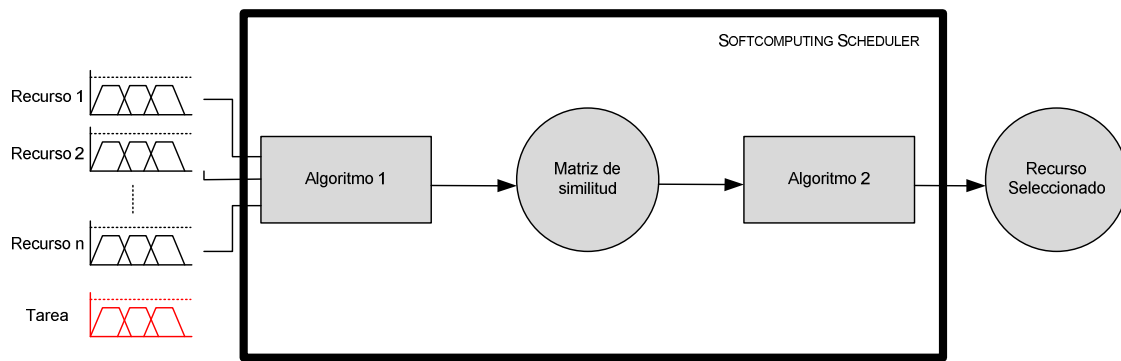 SOFTCOMPUTING SCHEDULER
Recurso 1
Recurso 2
Recurso n
Tarea
Algoritmo 1
Matriz de
similitud
Algoritmo 2
Recurso
Seleccionado